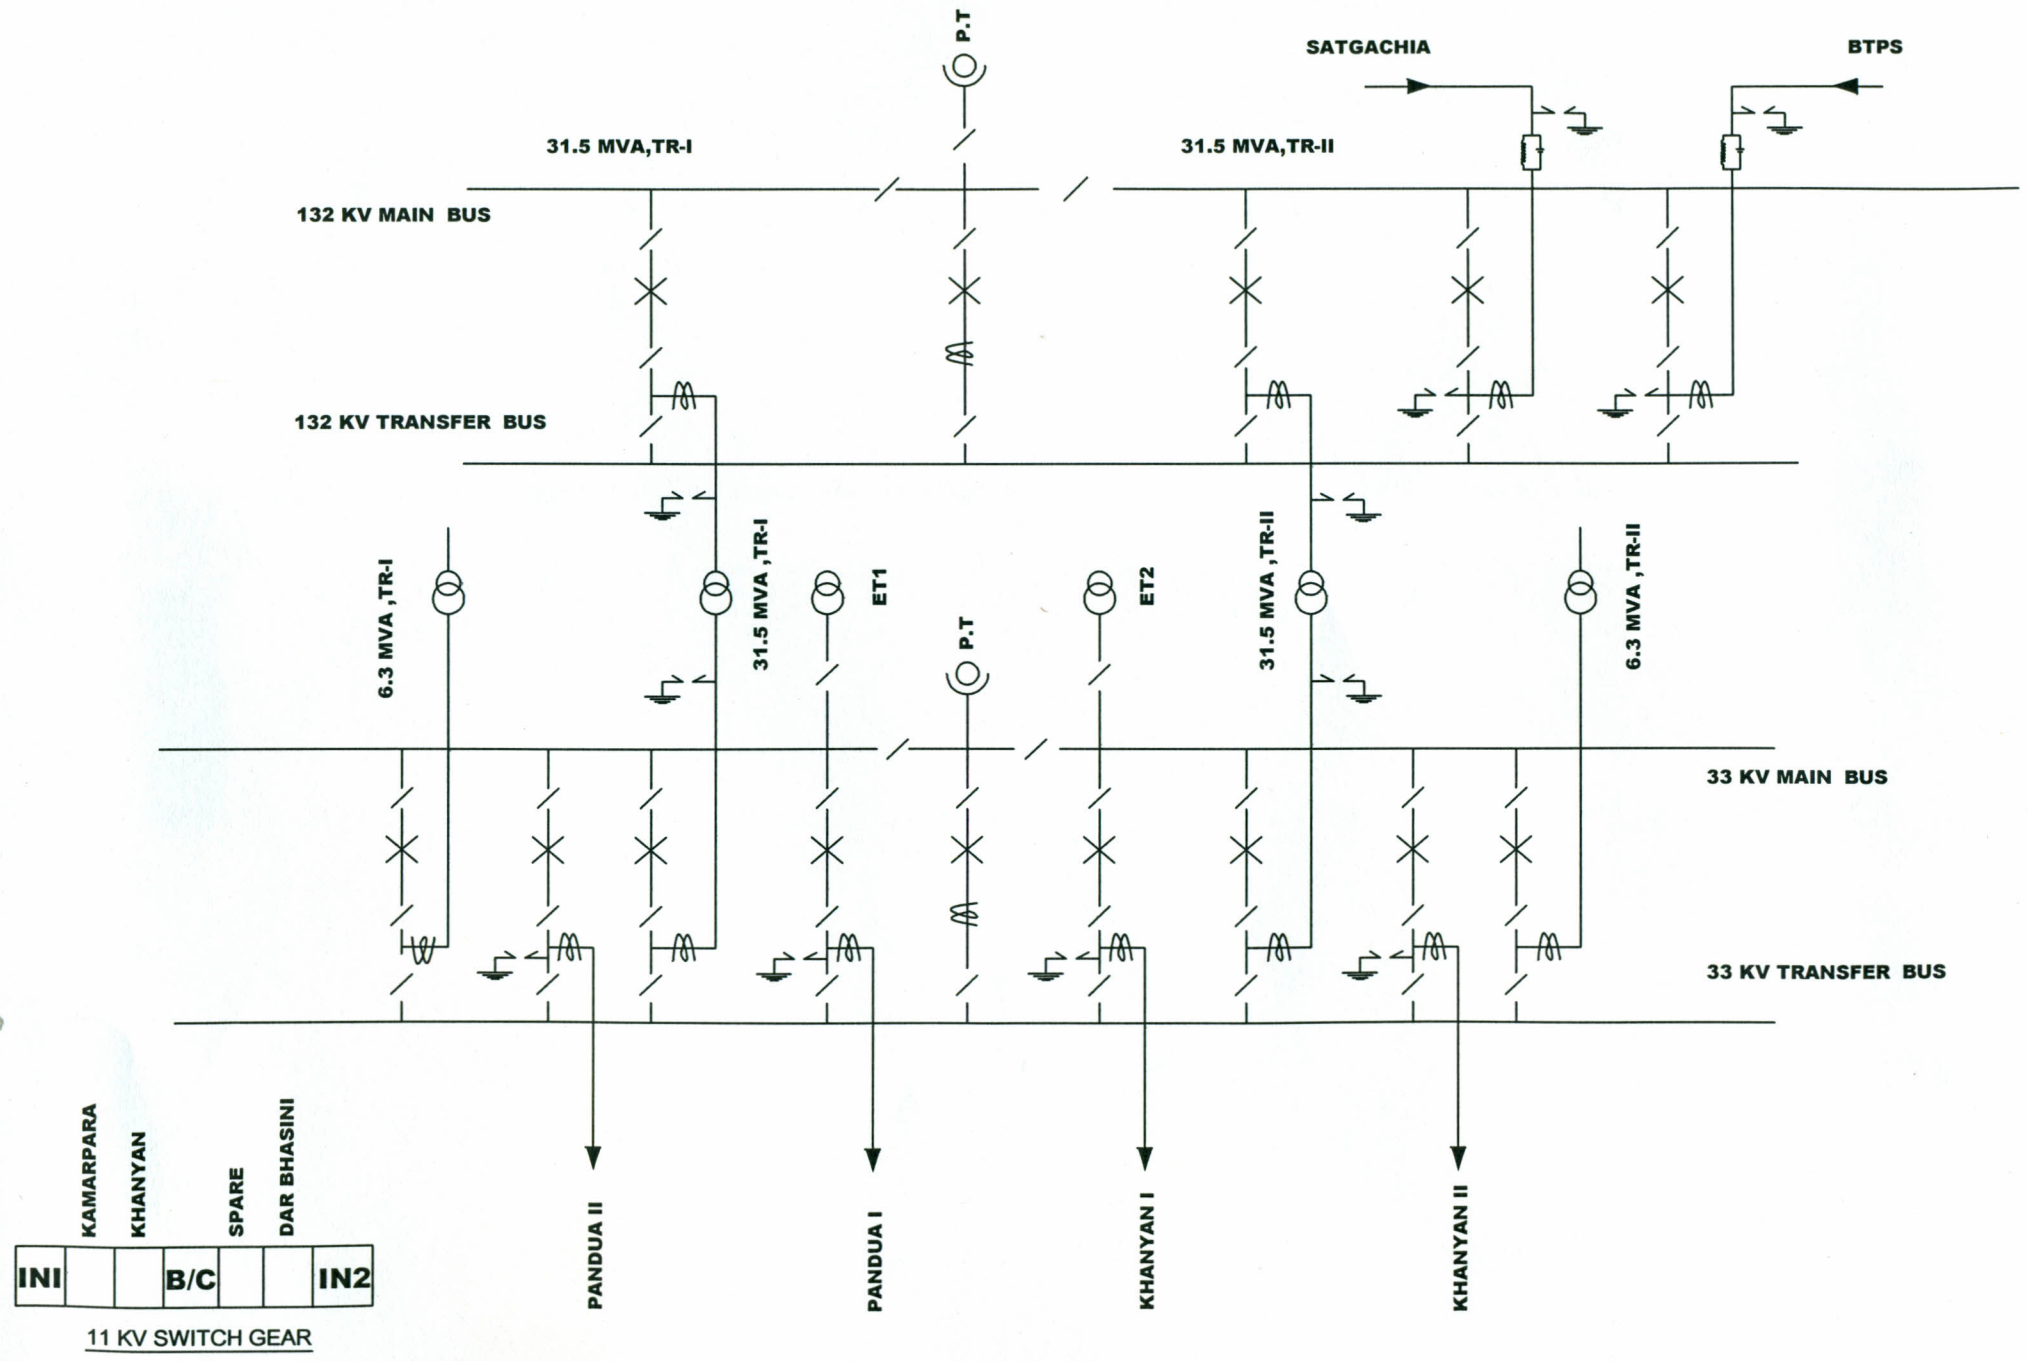 P.T
SATGACHIA
BTPS
31.5 MVA,TR-I
31.5 MVA,TR-II
132 KV MAIN BUS
132 KV TRANSFER BUS
6.3 MVA ,TR-I
31.5 MVA ,TR-I
ET1
P.T
ET2
31.5 MVA ,TR-II
6.3 MVA ,TR-II
33 KV MAIN BUS
33 KV TRANSFER BUS
KAMARPARA
KHANYAN
SPARE
DAR BHASINI
PANDUA II
PANDUA I
KHANYAN I
KHANYAN II
INI
B/C
IN2
11 KV SWITCH GEAR